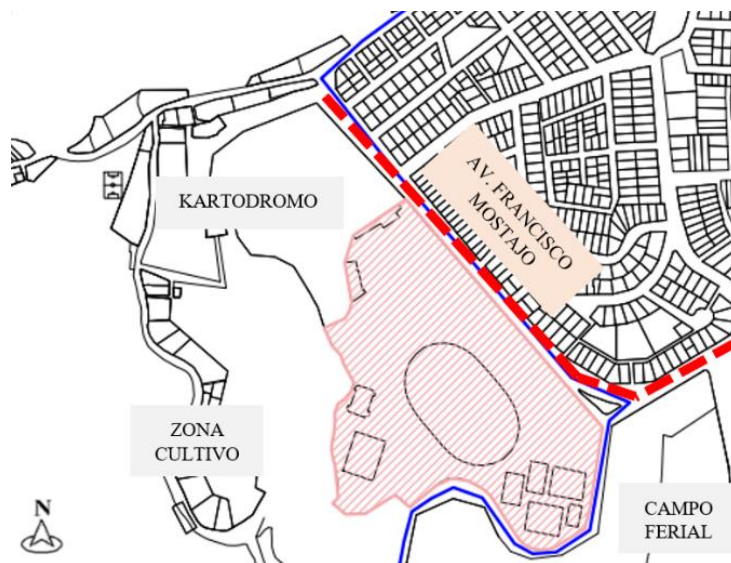 KARTODROMO
AV. FRANCISCO
MOSTAJO
ZONA
CULTIVO
N
CAMPO
FERIAL